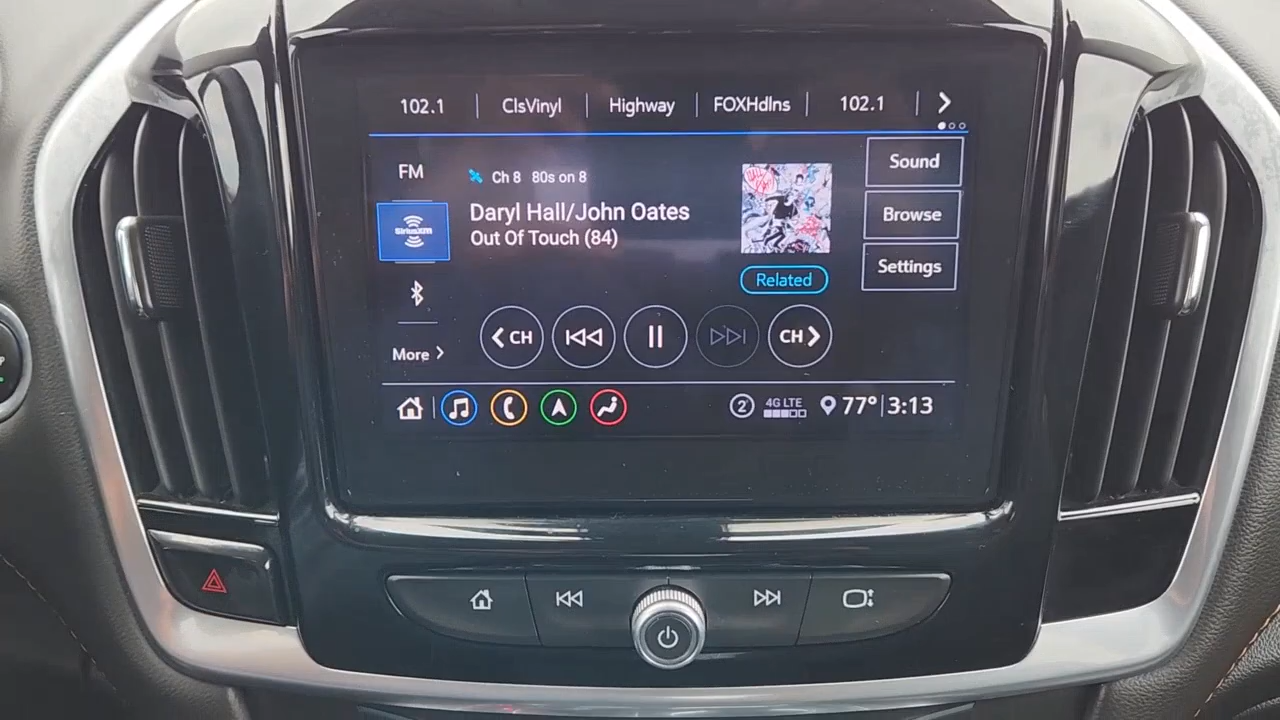 102.1 ClsVinyl Highway FOXHdlns 102.1
FM
Ch 8 80s on 8
Daryl Hall/John Oates
Out Of Touch (84)
SiriusXM
Related
More
CH
CH
Sound
Browse
Settings
2 4G LTE 77° 3:13